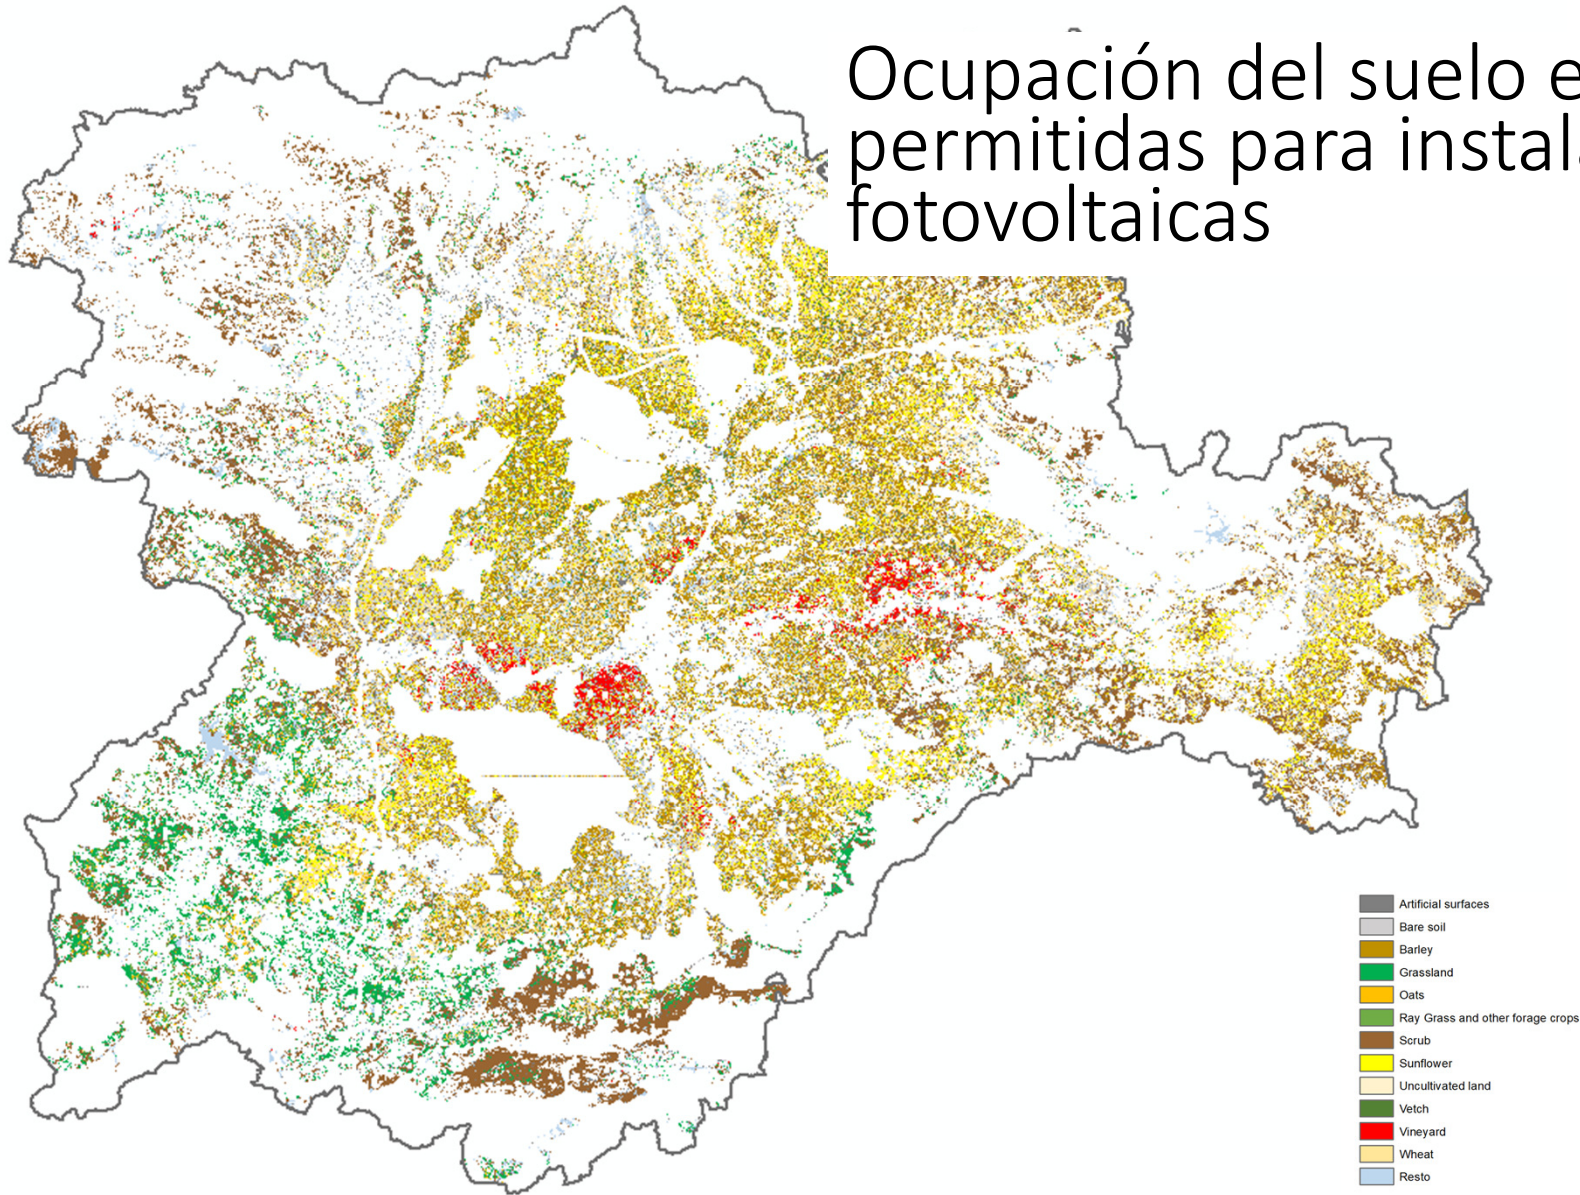 Ocupación del suelo e
permitidas para instala
fotovoltaicas
Artificial surfaces
Bare soil
Barley
Grassland
Oats
Ray Grass and other forage crops
Scrub
Sunflower
Uncultivated land
Vetch
Vineyard
Wheat
Resto